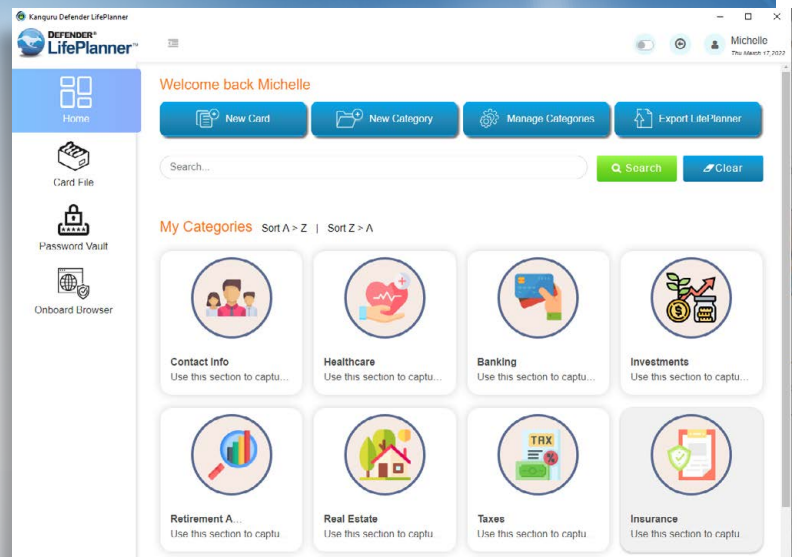 Kanguru Defender LifePlanner
DEFENDER®
LifePlanner™
Michelle
Thu March 17,2022
Home
Card File
Password Vault
Onboard Browser
Welcome back Michelle
New Card
New Category
Manage Categories
Export LifePlanner
Search...
Search
Clear
My Categories Sort A > Z | Sort Z > A
Contact Info
Use this section to captu...
Healthcare
Use this section to captu...
Banking
Use this section to captu...
Investments
Use this section to captu...
Retirement A...
Use this section to captu...
Real Estate
Use this section to captu...
TAX
Taxes
Use this section to captu...
Insurance
Use this section to captu...